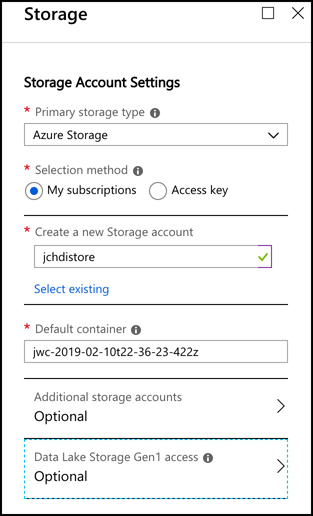 Storage
Storage Account Settings
* Primary storage type
Azure Storage
* Selection method
My subscriptions Access key
* Create a new Storage account
jchdistore
Select existing
* Default container
jwc-2019-02-10t22-36-23-422z
Additional storage accounts
Optional
Data Lake Storage Gen1 access
Optional